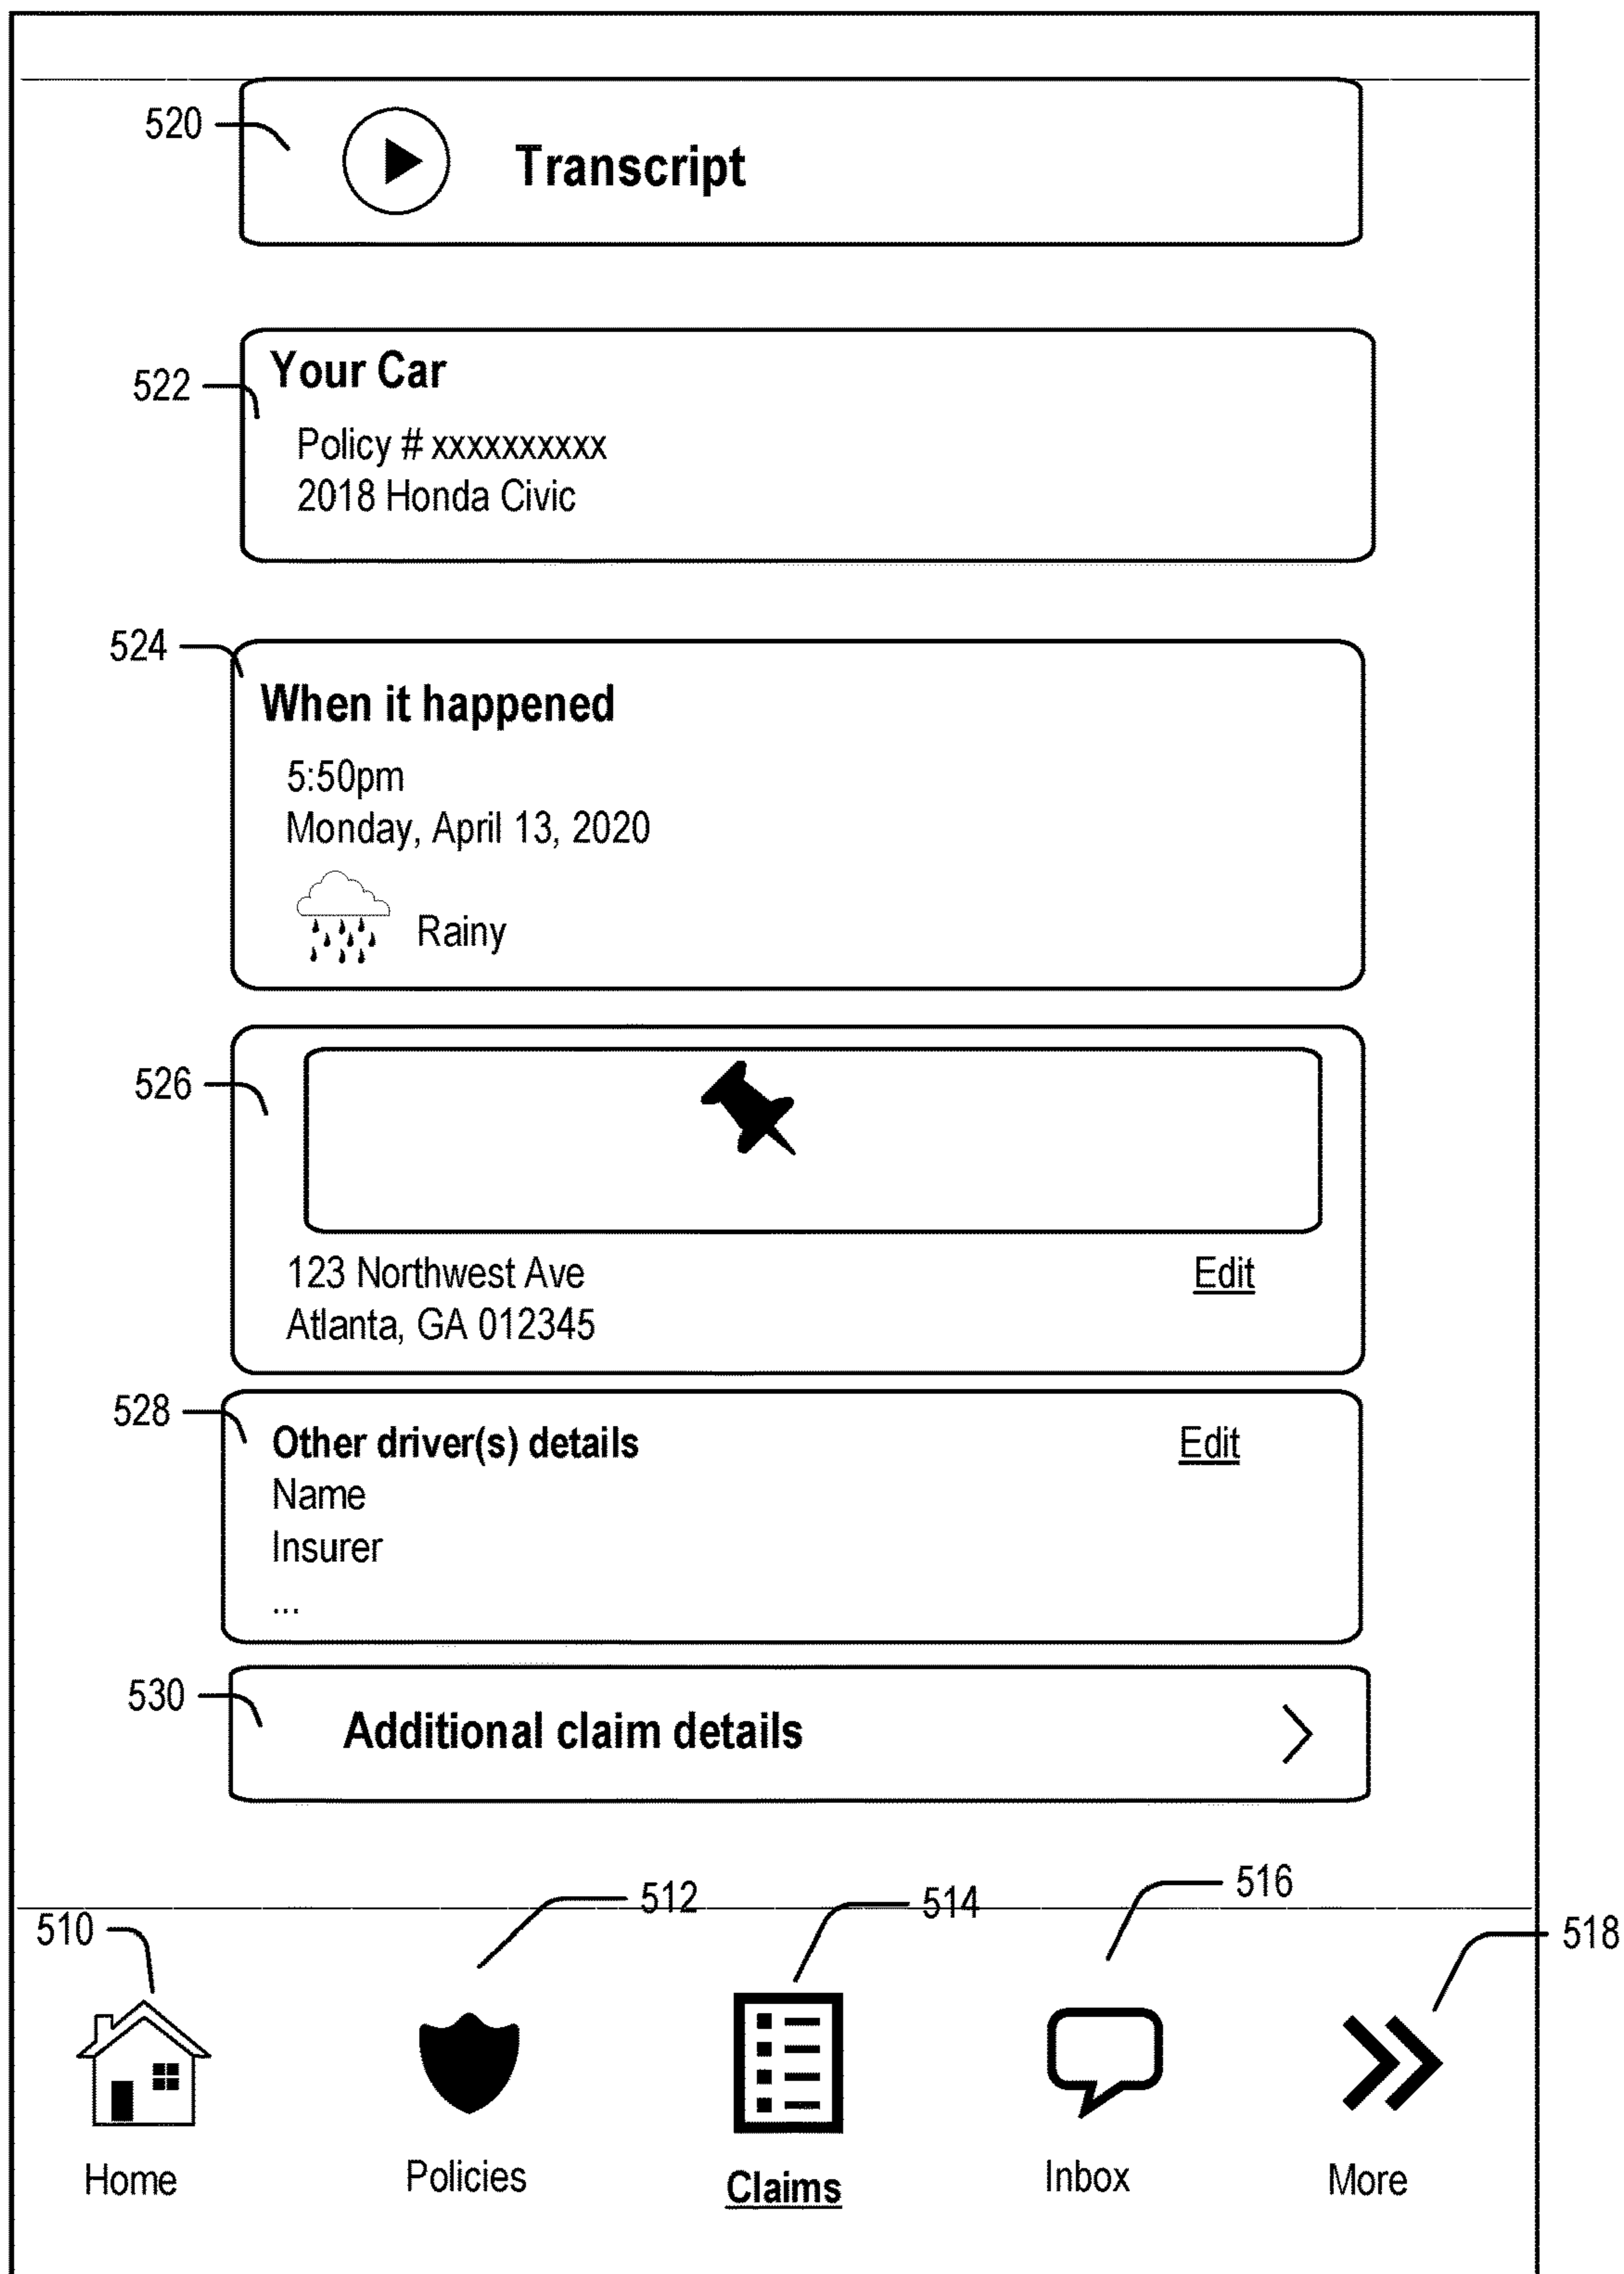 520
Transcript
522
Your Car
Policy # xxxxxxxxxx
2018 Honda Civic
524
When it happened
5:50pm
Monday, April 13, 2020
Rainy
526
123 Northwest Ave
Edit
Atlanta, GA 012345
528
Other driver(s) details
Edit
Name
Insurer
...
530
Additional claim details
510
512
514
516
518
Home
Policies
Claims
Inbox
More